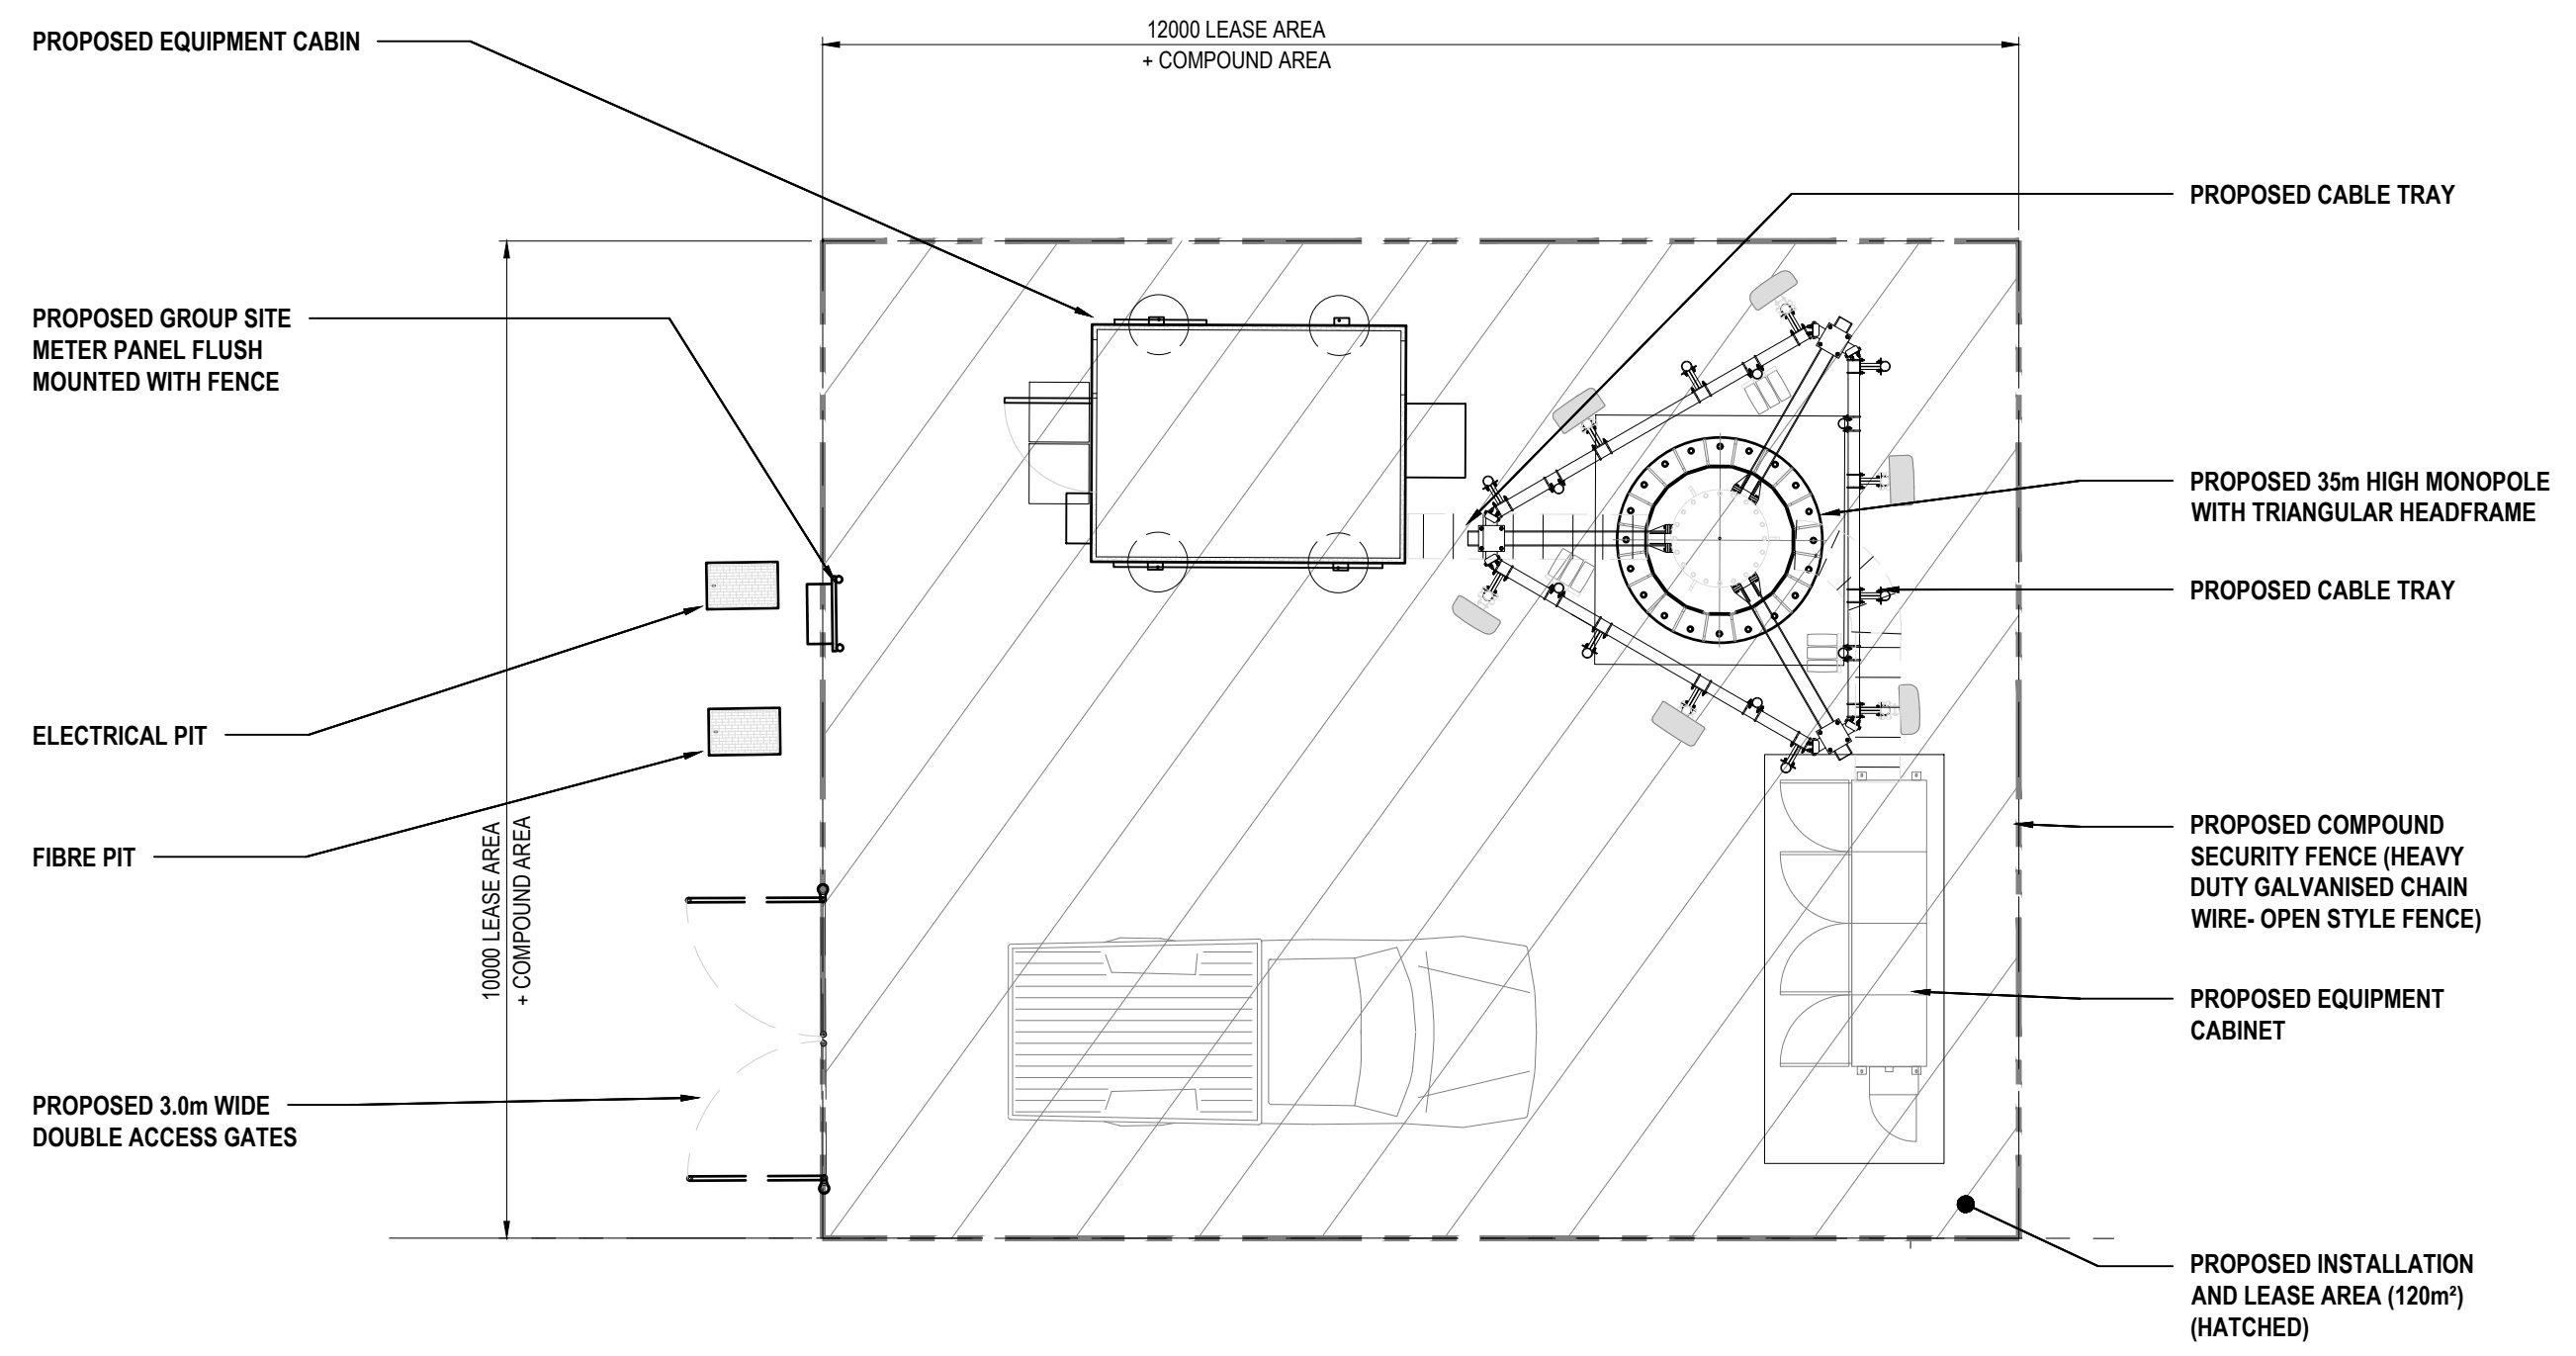 PROPOSED EQUIPMENT CABIN
12000 LEASE AREA
+ COMPOUND AREA
PROPOSED CABLE TRAY
PROPOSED GROUP SITE
METER PANEL FLUSH
MOUNTED WITH FENCE
PROPOSED 35m HIGH MONOPOLE
WITH TRIANGULAR HEADFRAME
PROPOSED CABLE TRAY
ELECTRICAL PIT
FIBRE PIT
10000 LEASE AREA
+ COMPOUND AREA
PROPOSED COMPOUND
SECURITY FENCE (HEAVY
DUTY GALVANISED CHAIN
WIRE- OPEN STYLE FENCE)
PROPOSED EQUIPMENT
CABINET
PROPOSED 3.0m WIDE
DOUBLE ACCESS GATES
PROPOSED INSTALLATION
AND LEASE AREA (120m²)
(HATCHED)